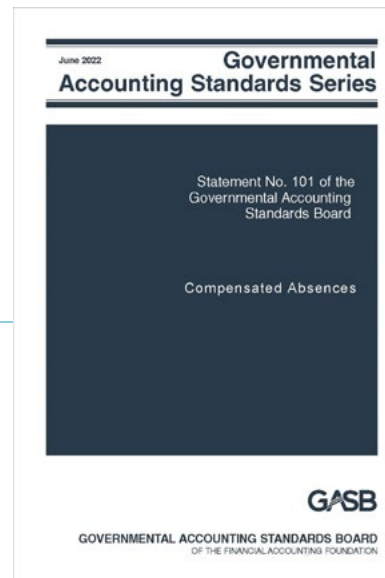 June 2022
Governmental
Accounting Standards Series
Statement No. 101 of the
Governmental Accounting
Standards Board
Compensated Absences
GASB
GOVERNMENTAL ACCOUNTING STANDARDS BOARD
OF THE FINANCIAL ACCOUNTING FOUNDATION